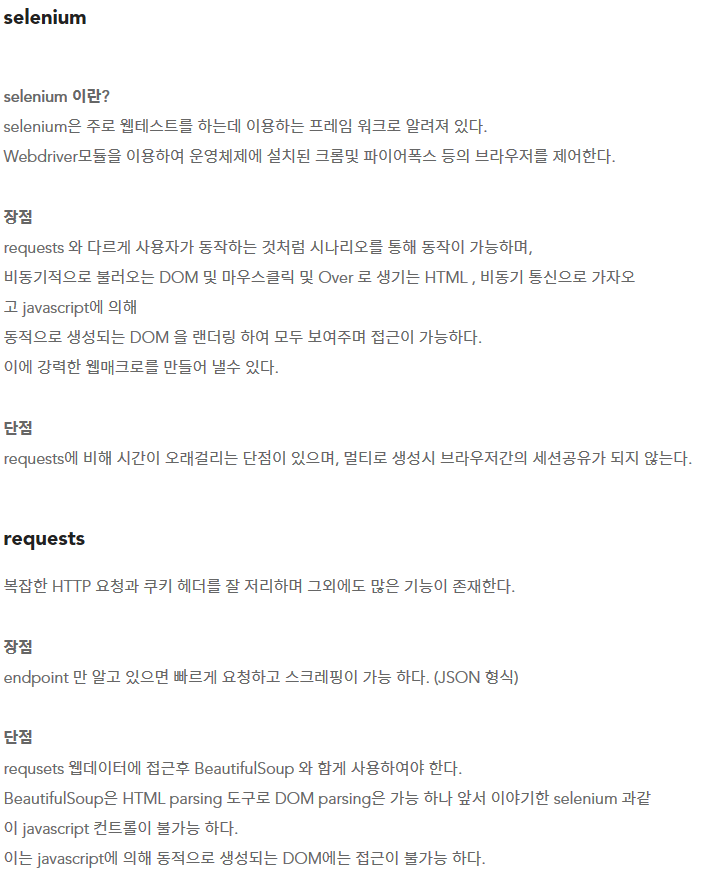 selenium
selenium 이란?
selenium은 주로 웹테스트를 하는데 이용하는 프레임 워크로 알려져 있다.
Webdriver모듈을 이용하여 운영체제에 설치된 크롬및 파이어폭스 등의 브라우저를 제어한다.
장점
requests 와 다르게 사용자가 동작하는 것처럼 시나리오를 통해 동작이 가능하며,
비동기적으로 불러오는 DOM 및 마우스클릭 및 Over 로 생기는 HTML , 비동기 통신으로 가자오
고 javascript에 의해
동적으로 생성되는 DOM 을 랜더링 하여 모두 보여주며 접근이 가능하다.
이에 강력한 웹매크로를 만들어 낼수 있다.
단점
requests에 비해 시간이 오래걸리는 단점이 있으며, 멀티로 생성시 브라우저간의 세션공유가 되지 않는다.
requests
복잡한 HTTP 요청과 쿠키 헤더를 잘 저리하며 그외에도 많은 기능이 존재한다.
장점
endpoint 만 알고 있으면 빠르게 요청하고 스크레핑이 가능 하다. (JSON 형식)
단점
requsets 웹데이터에 접근후 BeautifulSoup 와 함게 사용하여야 한다.
BeautifulSoup은 HTML parsing 도구로 DOM parsing은 가능 하나 앞서 이야기한 selenium 과같
이 javascript 컨트롤이 불가능 하다.
이는 javascript에 의해 동적으로 생성되는 DOM에는 접근이 불가능 하다.